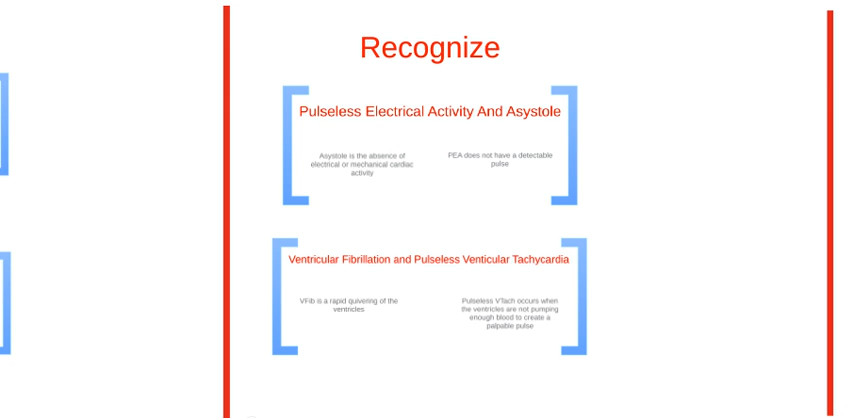 Recognize
Pulseless Electrical Activity And Asystole
Asystole is the absence of
electrical or mechanical cardiac
activity
PEA does not have a detectable
pulse
Ventricular Fibrillation and Pulseless Venticular Tachycardia
VFib is a rapid quivering of the
ventricles
Pulseless VTach occurs when
the ventricles are not pumping
enough blood to create a
palpable pulse